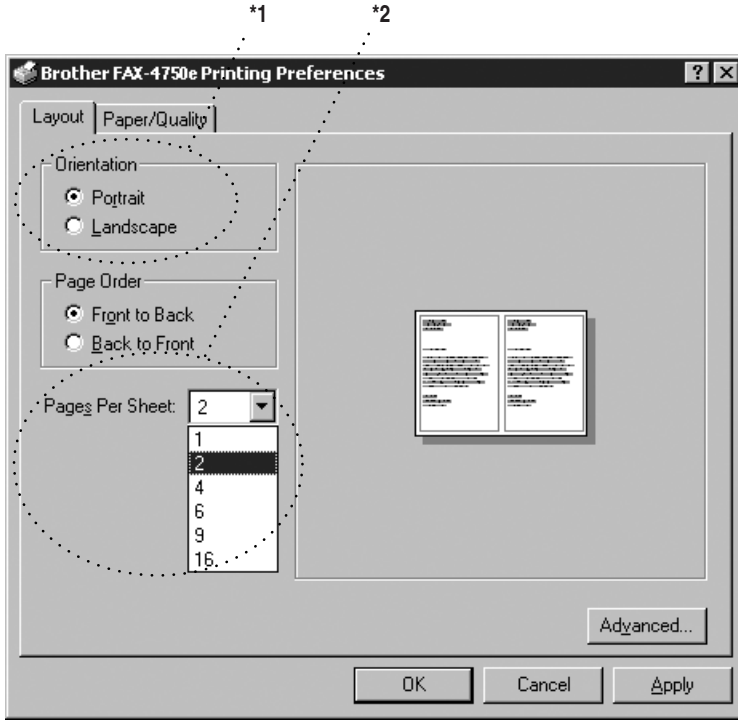 *1 *2
Brother FAX-4750e Printing Preferences
Layout Paper/Quality
Orientation
Portrait
Landscape
Page Order
Front to Back
Back to Front
Pages Per Sheet: 2
1
2
4
6
9
16
Advanced...
OK Cancel Apply